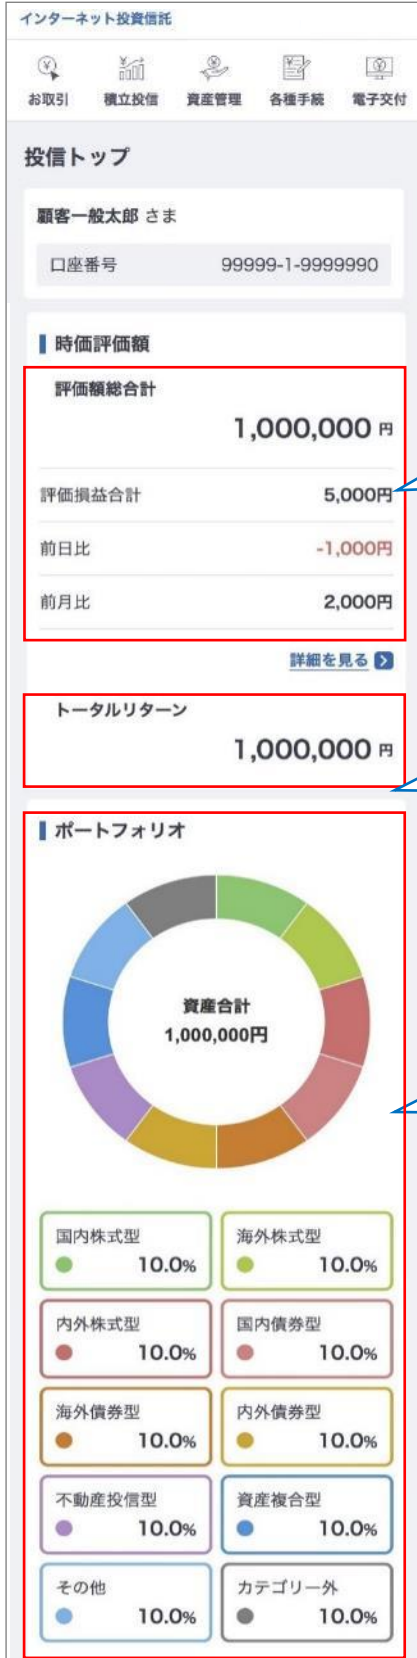 インターネット投資信託
お取引 積立投信 資産管理 各種手続 電子交付
投信トップ
顧客一般太郎 さま
口座番号 99999-1-9999990
時価評価額
評価額総合計
1,000,000 円
評価損益合計 5,000円
前日比 -1,000円
前月比 2,000円
詳細を見る
トータルリターン
1,000,000 円
ポートフォリオ
資産合計
1,000,000円
国内株式型 海外株式型
10.0% 10.0%
内外株式型 国内債券型
10.0% 10.0%
海外債券型 内外債券型
10.0% 10.0%
不動産投信型 資産複合型
10.0% 10.0%
その他 カテゴリー外
10.0% 10.0%